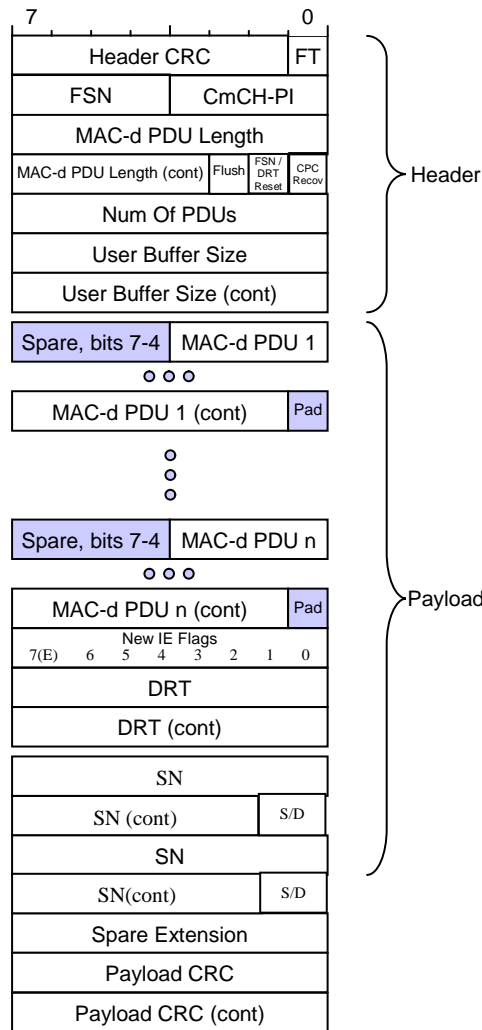 7 0
Header CRC FT
FSN CmCH-PI
MAC-d PDU Length
MAC-d PDU Length (cont) Flush FSN / DRT Reset CPC Recov
Header
Num Of PDUs
User Buffer Size
User Buffer Size (cont)
Spare, bits 7-4 MAC-d PDU 1
MAC-d PDU 1 (cont) Pad
Spare, bits 7-4 MAC-d PDU n
MAC-d PDU n (cont) Pad
Payload
New IE Flags
7(E) 6 5 4 3 2 1 0
DRT
DRT (cont)
SN
SN (cont) S/D
SN
SN(cont) S/D
Spare Extension
Payload CRC
Payload CRC (cont)